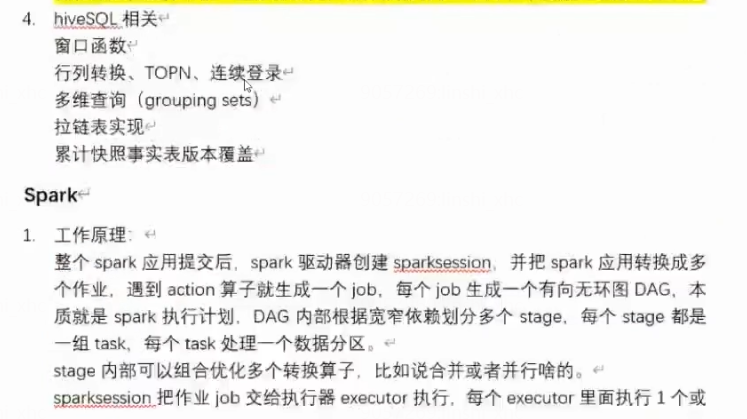 4. hiveSQL 相关
窗口函数
行列转换、TOPN、连续登录
多维查询（grouping sets）
拉链表实现
累计快照事实表版本覆盖
Spark
1. 工作原理：
整个 spark 应用提交后，spark 驱动器创建 sparksession，并把 spark 应用转换成多
个作业，遇到 action 算子就生成一个 job，每个 job 生成一个有向无环图 DAG，本
质就是 spark 执行计划，DAG 内部根据宽窄依赖划分多个 stage，每个 stage 都是
一组 task，每个 task 处理一个数据分区。
stage 内部可以组合优化多个转换算子，比如说合并或者并行啥的。
sparksession 把作业 job 交给执行器 executor 执行，每个 executor 里面执行 1 个或